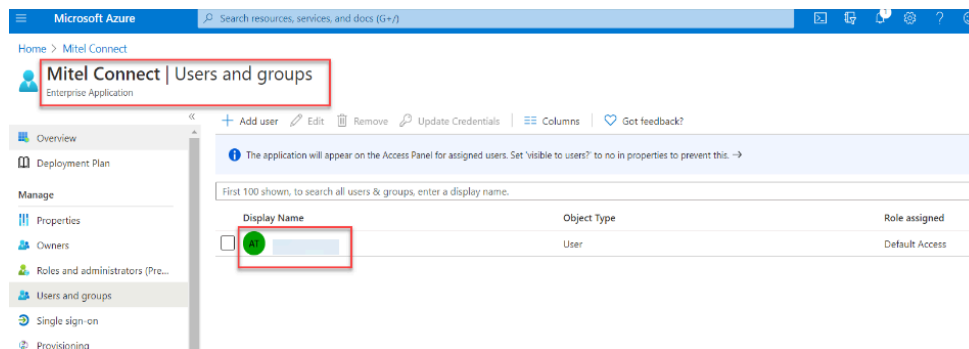 Microsoft Azure
Search resources, services, and docs (G+/)
1
Home > Mitel Connect
Mitel Connect | Users and groups
Enterprise Application
«
+ Add user Edit Remove Update Credentials Columns Got feedback?
Overview
Deployment Plan
The application will appear on the Access Panel for assigned users. Set 'visible to users?' to no in properties to prevent this. →
Manage
First 100 shown, to search all users & groups, enter a display name.
Properties
Display Name Object Type Role assigned
Owners
AT User Default Access
Roles and administrators (Pre...
Users and groups
Single sign-on
Provisioning